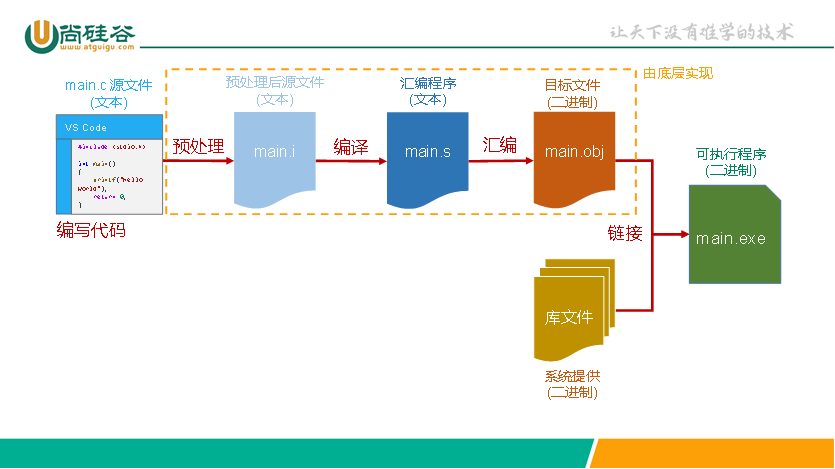 尚硅谷
www.atguigu.com
让天下没有难学的技术
由底层实现
main.c 源文件
(文本)
预处理后源文件
(文本)
汇编程序
(文本)
目标文件
(二进制)
VS Code
#include <stdio.h>
int main()
{
printf("Hello
World");
return 0;
}
预处理
main.i
编译
main.s
汇编
main.obj
可执行程序
(二进制)
编写代码
链接
main.exe
库文件
系统提供
(二进制)